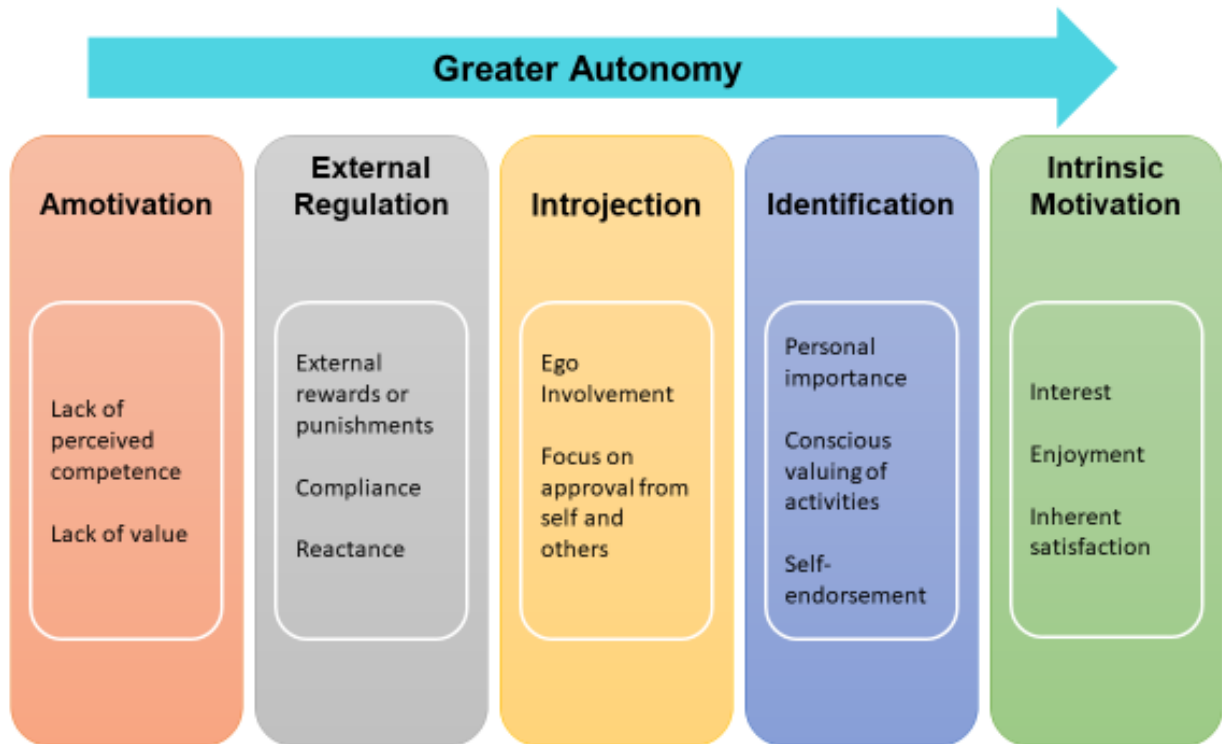 Greater Autonomy
Amotivation
Lack of
perceived
competence
Lack of value
External
Regulation
External
rewards or
punishments
Compliance
Reactance
Introjection
Ego
Involvement
Focus on
approval from
self and
others
Identification
Personal
importance
Conscious
valuing of
activities
Self-
endorsement
Intrinsic
Motivation
Interest
Enjoyment
Inherent
satisfaction